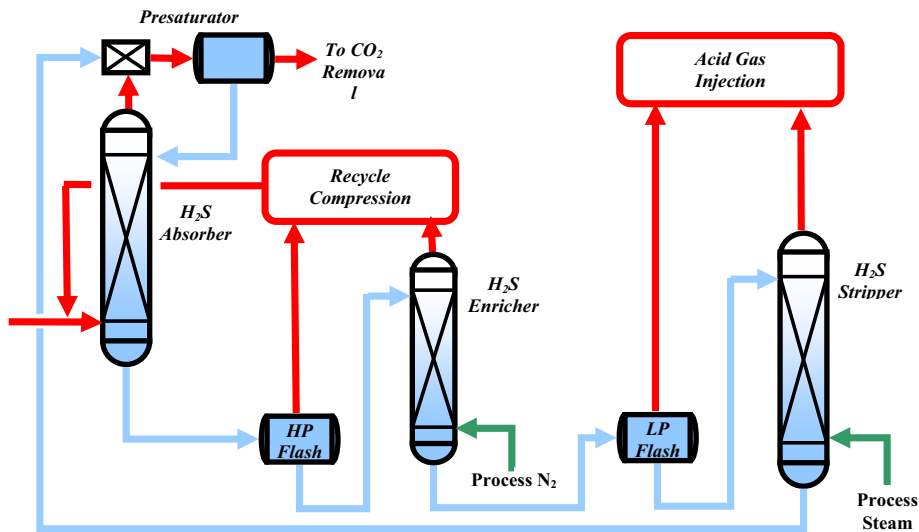 Presaturator
To CO₂
Remova
l
Acid Gas
Injection
Recycle
Compression
H₂S
Absorber
H₂S
Enricher
H₂S
Stripper
HP
Flash
LP
Flash
Process N₂
Process
Steam